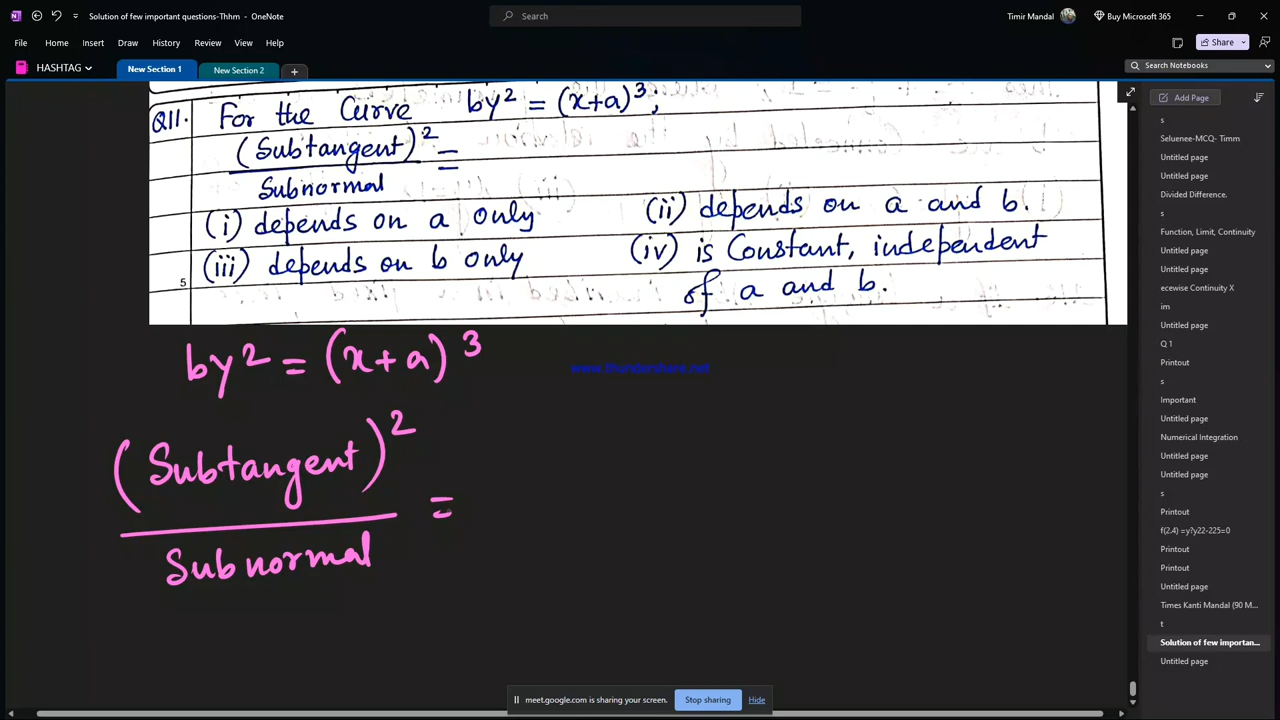 Solution of few important questions-Thhm - OneNote
Search
Timir Mandal
Buy Microsoft 365
File Home Insert Draw History Review View Help
Share
HASHTAG
New Section 1
New Section 2
+
Search Notebooks
Add Page
Q11. For the Curve by² = (x+a)³,
(Subtangent)² =
Subnormal
(i) depends on a only (ii) depends on a and b.
(iii) depends on b only (iv) is Constant, independent
5 of a and b.
by² = (x+a)³
www.thundershare.net
(Subtangent)² =
Subnormal
s
Seluenee-MCQ- Timm
Untitled page
Untitled page
Divided Difference.
s
Function, Limit, Continuity
Untitled page
Untitled page
ecewise Continuity X
im
Untitled page
Q 1
Printout
s
Important
Untitled page
Numerical Integration
Untitled page
Untitled page
s
Printout
f(2.4) =y?y22-225=0
Printout
Printout
Untitled page
Times Kanti Mandal (90 M...
t
Solution of few importan...
Untitled page
meet.google.com is sharing your screen.
Stop sharing
Hide